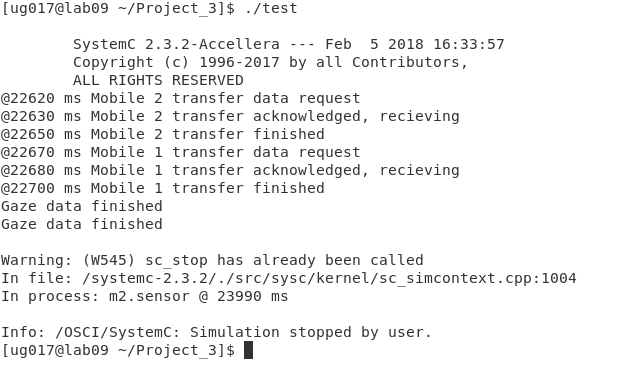 [ug017@lab09 ~/Project_3]$ ./test
SystemC 2.3.2-Accellera --- Feb  5 2018 16:33:57
Copyright (c) 1996-2017 by all Contributors,
ALL RIGHTS RESERVED
@22620 ms Mobile 2 transfer data request
@22630 ms Mobile 2 transfer acknowledged, recieving
@22650 ms Mobile 2 transfer finished
@22670 ms Mobile 1 transfer data request
@22680 ms Mobile 1 transfer acknowledged, recieving
@22700 ms Mobile 1 transfer finished
Gaze data finished
Gaze data finished
Warning: (W545) sc_stop has already been called
In file: /systemc-2.3.2/./src/sysc/kernel/sc_simcontext.cpp:1004
In process: m2.sensor @ 23990 ms
Info: /OSCI/SystemC: Simulation stopped by user.
[ug017@lab09 ~/Project_3]$